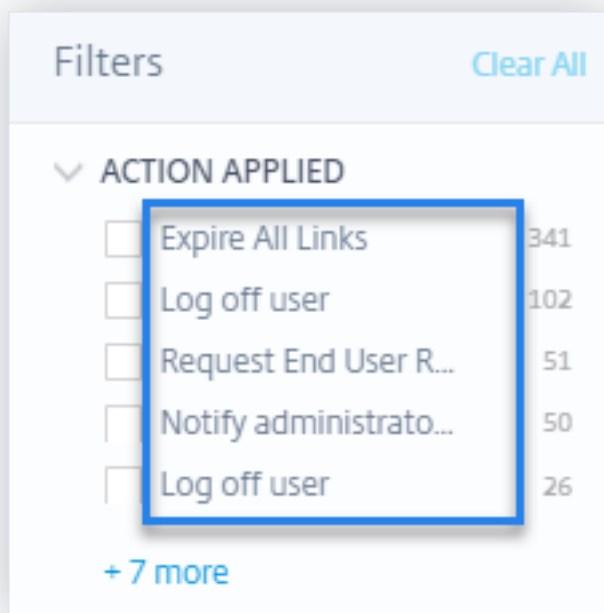 Filters Clear All
ACTION APPLIED
Expire All Links 341
Log off user 102
Request End User R... 51
Notify administrato... 50
Log off user 26
+ 7 more